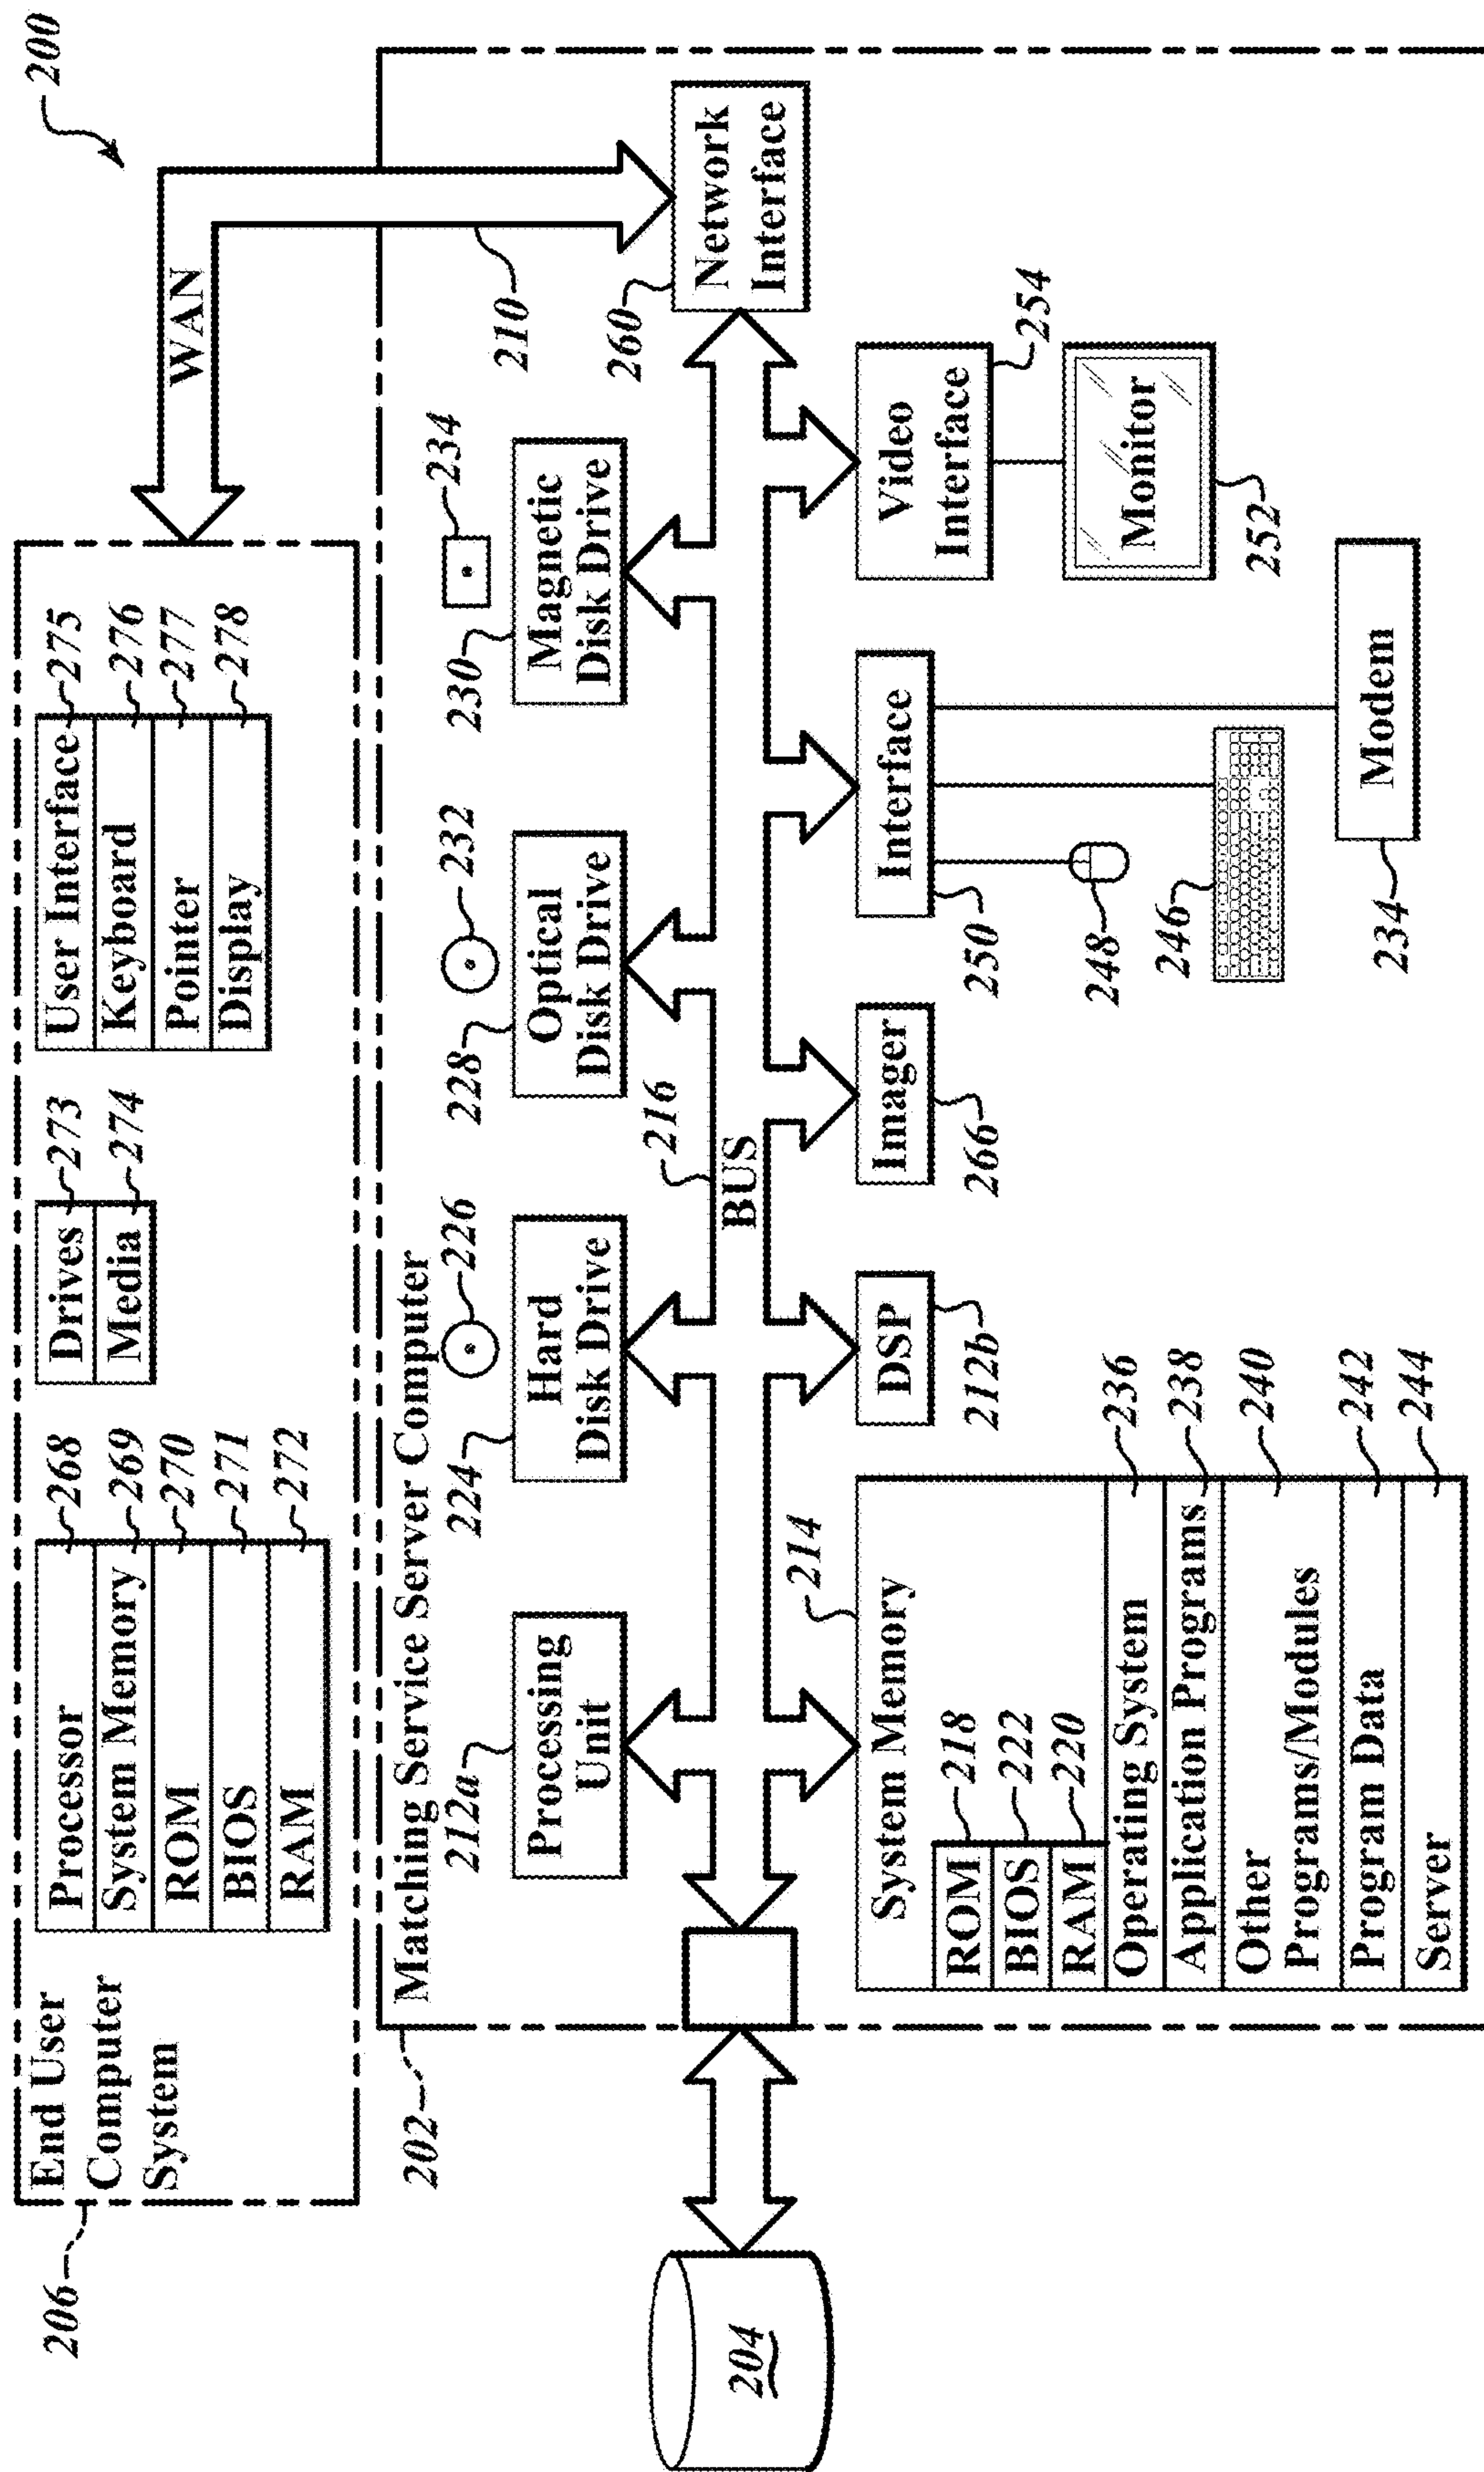 200
End User
Computer
System
206
Processor 268
System Memory 269
ROM 270
BIOS 271
RAM 272
Drives 273
Media 274
User Interface 275
Keyboard 276
Pointer 277
Display 278
WAN
210
Matching Service Server Computer
202
212a
Processing
Unit
224
226
Hard
Disk Drive
228
232
Optical
Disk Drive
230
234
Magnetic
Disk Drive
260
Network
Interface
216
BUS
204
214
System Memory
ROM 218
BIOS 222
RAM 220
Operating System 236
Application Programs 238
Other
Programs/Modules
240
Program Data 242
Server 244
DSP
212b
Imager
266
Interface
250
248
246
Modem
234
Video
Interface
254
Monitor
252